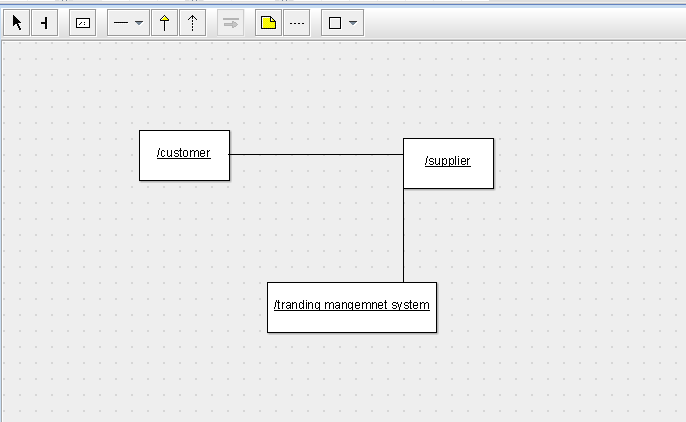 /customer
/supplier
/tranding mangemnet system